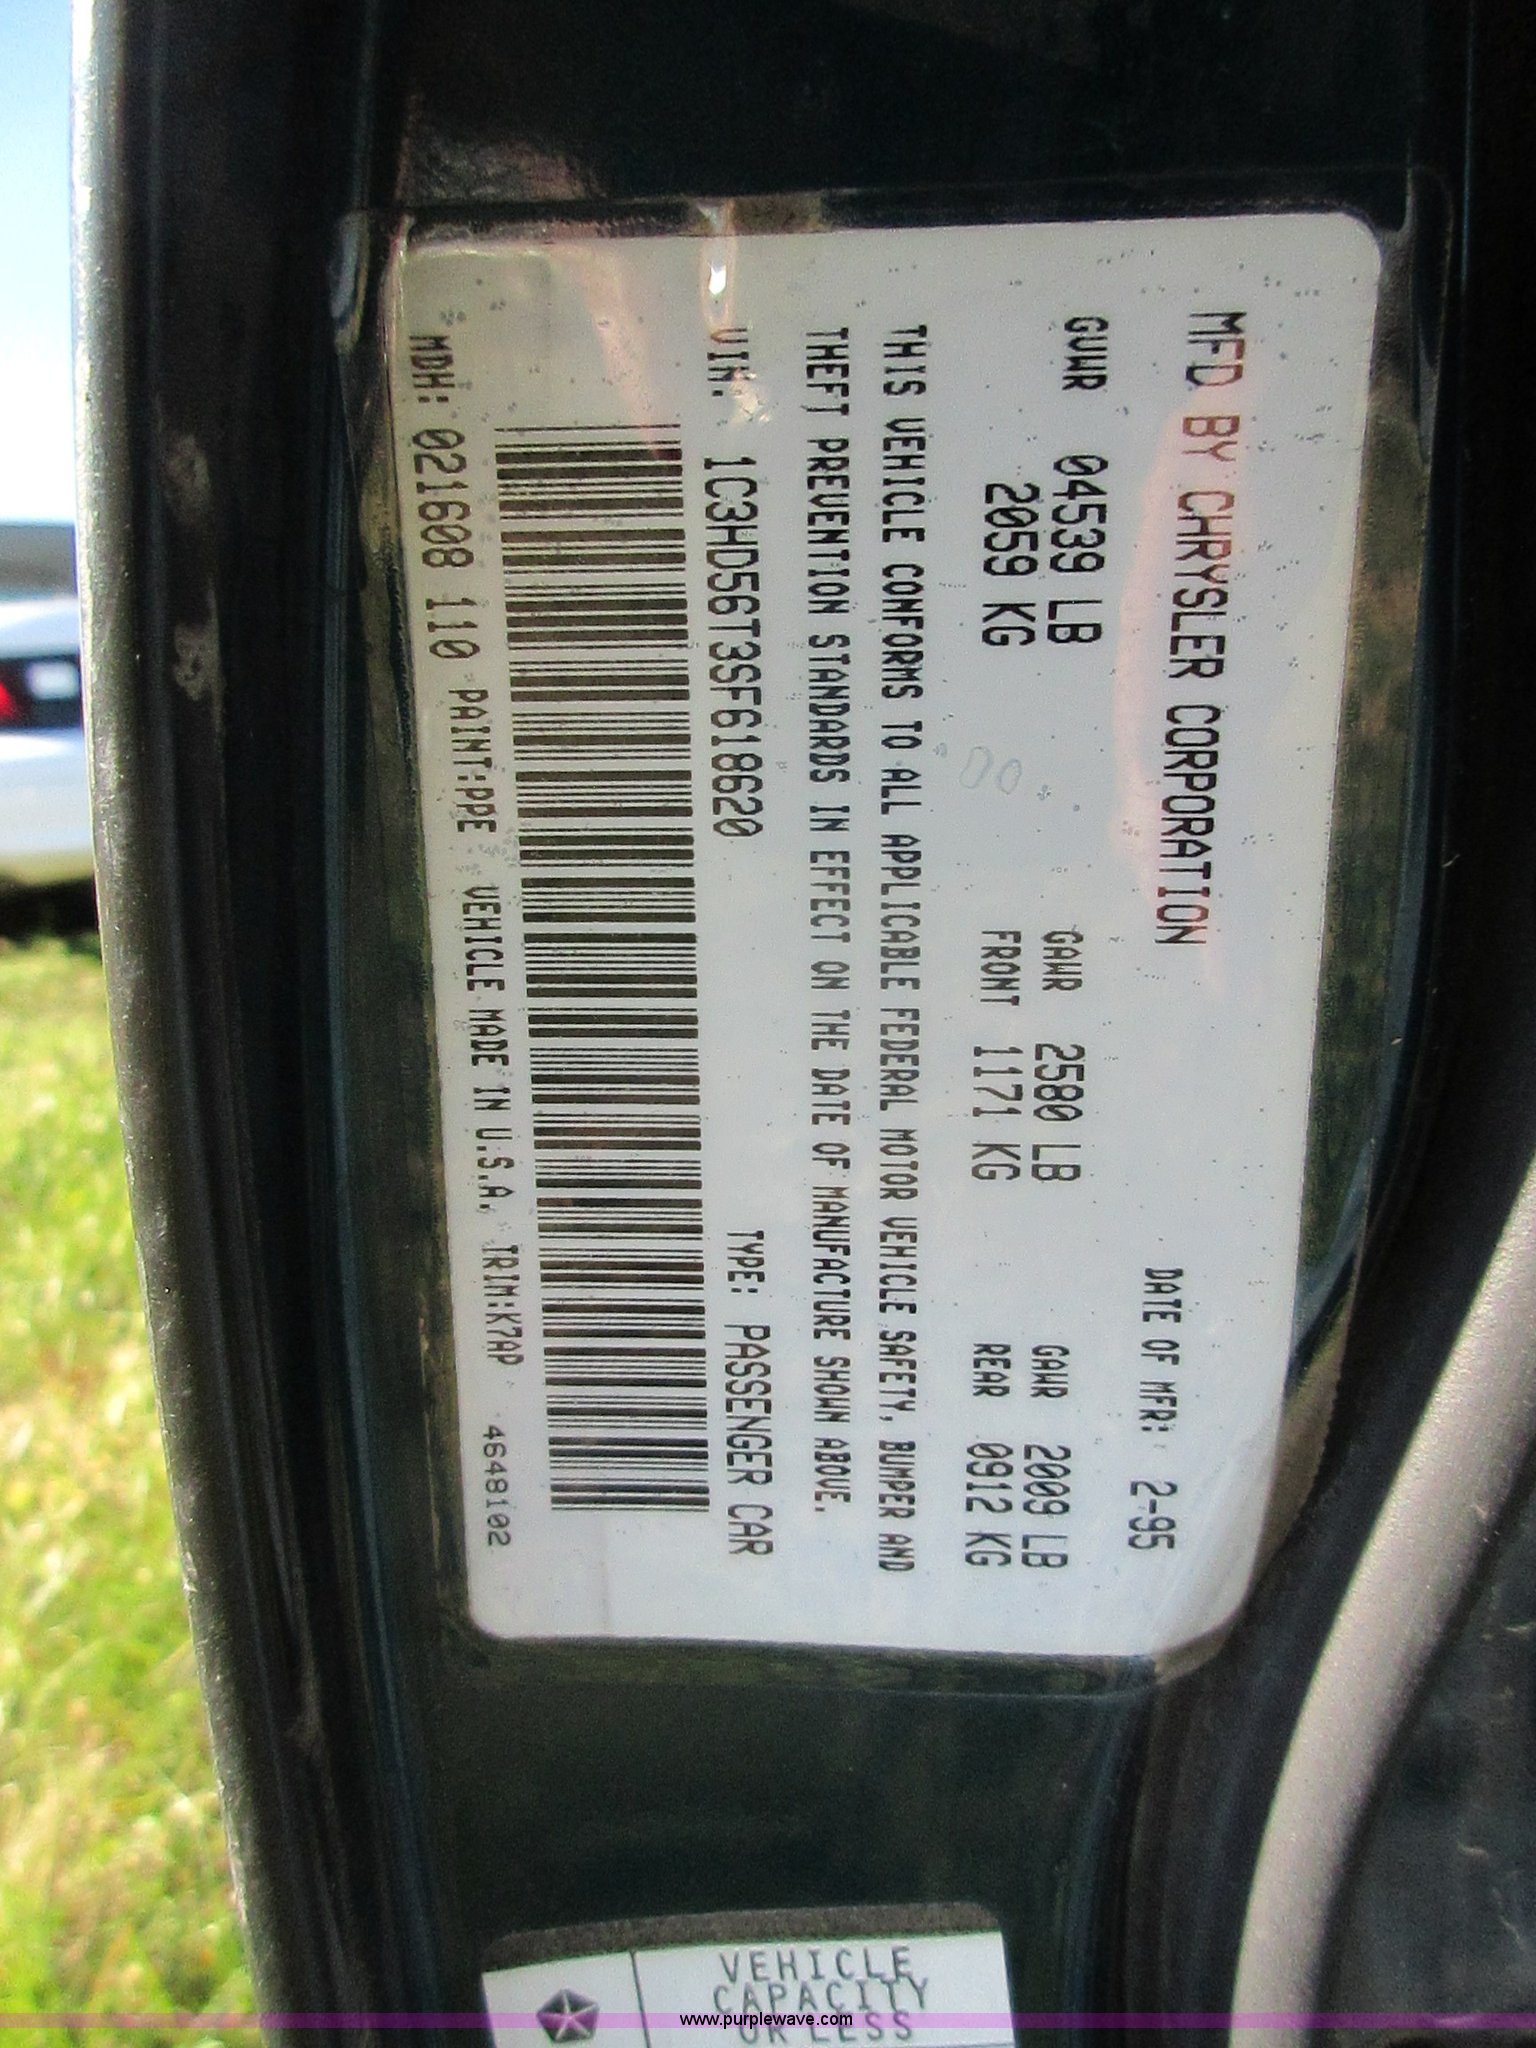 MFD BY CHRYSLER CORPORATION
DATE OF MFR: 2-95
GVWR 04539 LB
2059 KG
GAWR 2580 LB
FRONT 1171 KG
GAWR 2009 LB
REAR 0912 KG
THIS VEHICLE CONFORMS TO ALL APPLICABLE FEDERAL MOTOR VEHICLE SAFETY, BUMPER AND
THEFT PREVENTION STANDARDS IN EFFECT ON THE DATE OF MANUFACTURE SHOWN ABOVE.
VIN: 1C3HD56T3SF618620 TYPE: PASSENGER CAR
MDH: 021608 110 PAINT:PPE VEHICLE MADE IN U.S.A. TRIM:K7AP 4648102
VEHICLE
CAPACITY
OR LESS
www.purplewave.com